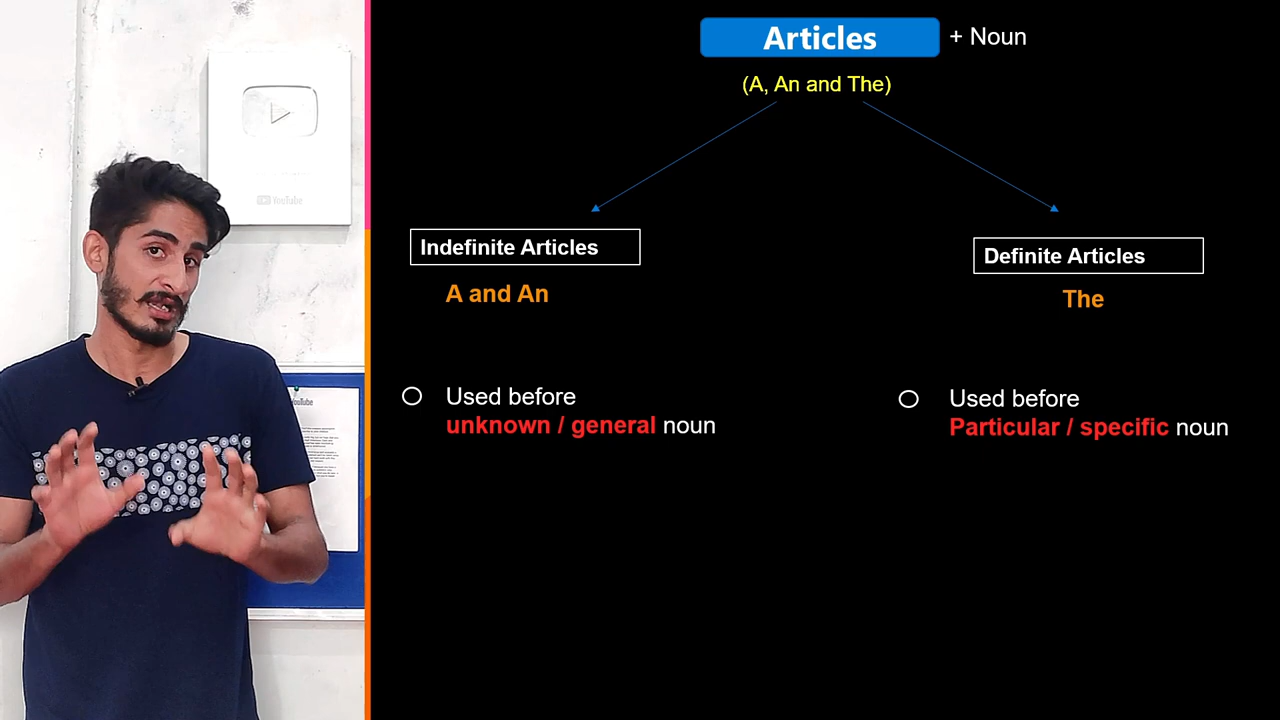 Articles + Noun
(A, An and The)
Indefinite Articles
A and An
Definite Articles
The
Used before
unknown / general noun
Used before
Particular / specific noun
YouTube